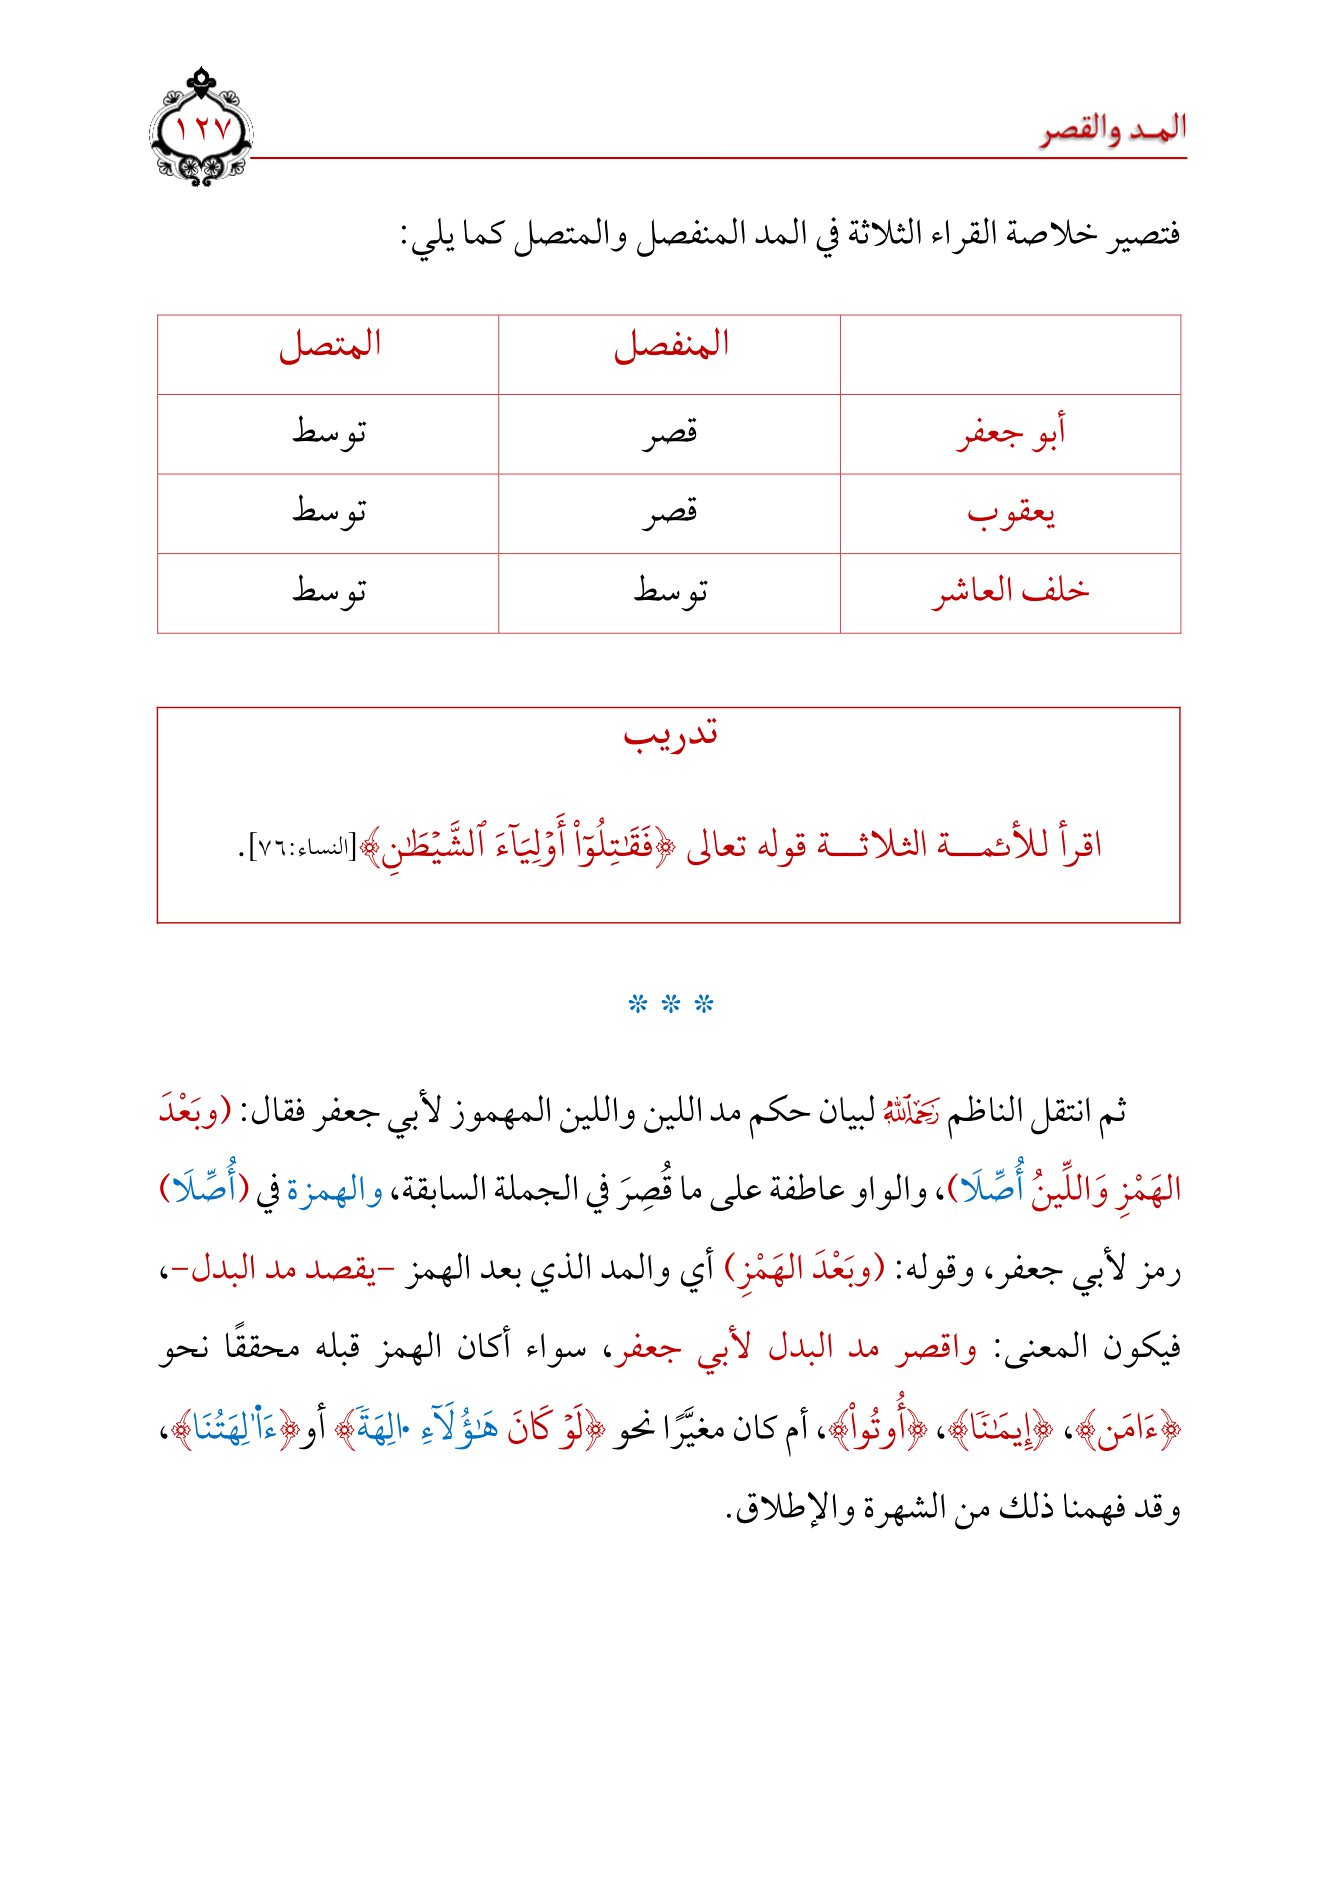 المـد والقصر
١٢٧
فتصير خلاصة القراء الثلاثة في المد المنفصل والمتصل كما يلي:
المنفصل المتصل
أبو جعفر قصر توسط
يعقوب قصر توسط
خلف العاشر توسط توسط
تدريب
اقرأ للأئمـــة الثلاثـــة قوله تعالى ﴿فَقَٰتِلُوٓاْ أَوۡلِيَآءَ ٱلشَّيۡطَٰنِ﴾[النساء:٧٦].
* * *
ثم انتقل الناظم رَحِمَهُ ٱللَّهُ لبيان حكم مد اللين واللين المهموز لأبي جعفر فقال: (وبَعْدَ
الهَمْزِ وَاللِّينُ أُصِّلَا)، والواو عاطفة على ما قُصِرَ في الجملة السابقة، والهمزة في (أُصِّلَا)
رمز لأبي جعفر، وقوله: (وبَعْدَ الهَمْزِ) أي والمد الذي بعد الهمز –يقصد مد البدل–،
فيكون المعنى: واقصر مد البدل لأبي جعفر، سواء أكان الهمز قبله محققًا نحو
﴿ءَامَن﴾، ﴿إِيمَٰنٗا﴾، ﴿أُوتُواْ﴾، أم كان مغيَّرًا نحو ﴿لَوۡ كَانَ هَٰٓؤُلَآءِ ۰الِهَةٗ﴾ أو﴿ءَاٰ۬لِهَتُنَا﴾،
وقد فهمنا ذلك من الشهرة والإطلاق.